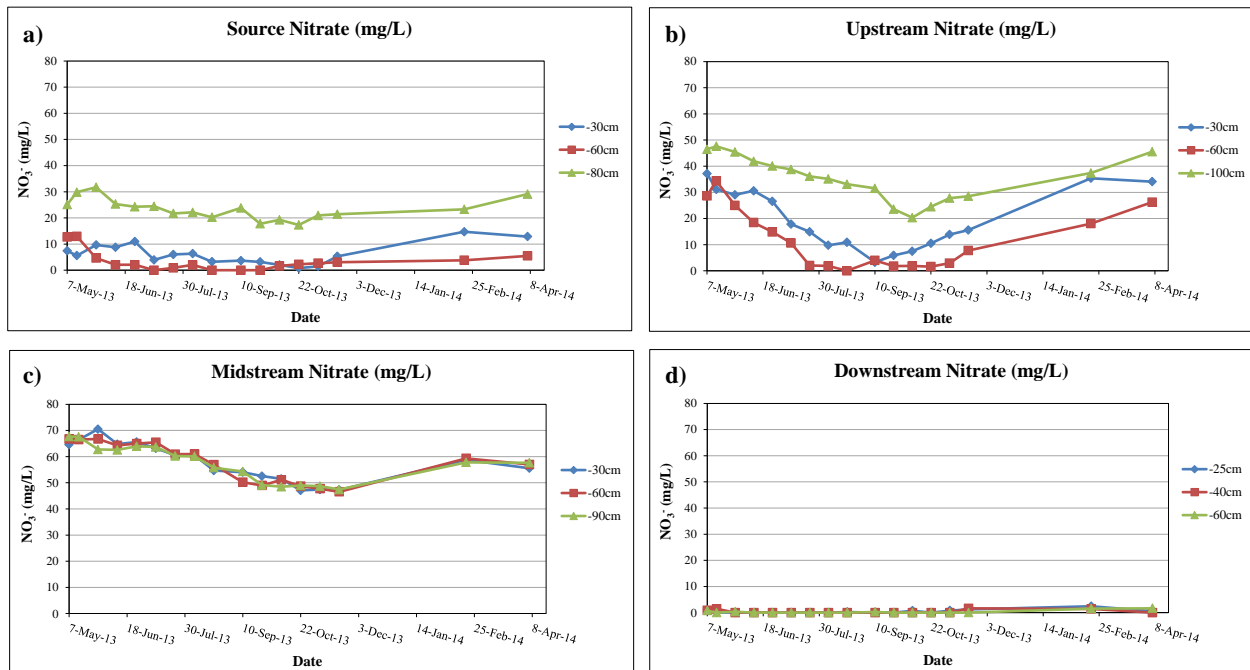 a)
Source Nitrate (mg/L)
NO₃⁻ (mg/L)
80
70
60
50
40
30
20
10
0
7-May-13
18-Jun-13
30-Jul-13
10-Sep-13
22-Oct-13
3-Dec-13
14-Jan-14
25-Feb-14
8-Apr-14
Date
-30cm
-60cm
-80cm
b)
Upstream Nitrate (mg/L)
NO₃⁻ (mg/L)
80
70
60
50
40
30
20
10
0
7-May-13
18-Jun-13
30-Jul-13
10-Sep-13
22-Oct-13
3-Dec-13
14-Jan-14
25-Feb-14
8-Apr-14
Date
-30cm
-60cm
-100cm
c)
Midstream Nitrate (mg/L)
NO₃⁻ (mg/L)
80
70
60
50
40
30
20
10
0
7-May-13
18-Jun-13
30-Jul-13
10-Sep-13
22-Oct-13
3-Dec-13
14-Jan-14
25-Feb-14
8-Apr-14
Date
-30cm
-60cm
-90cm
d)
Downstream Nitrate (mg/L)
NO₃⁻ (mg/L)
80
70
60
50
40
30
20
10
0
7-May-13
18-Jun-13
30-Jul-13
10-Sep-13
22-Oct-13
3-Dec-13
14-Jan-14
25-Feb-14
8-Apr-14
Date
-25cm
-40cm
-60cm